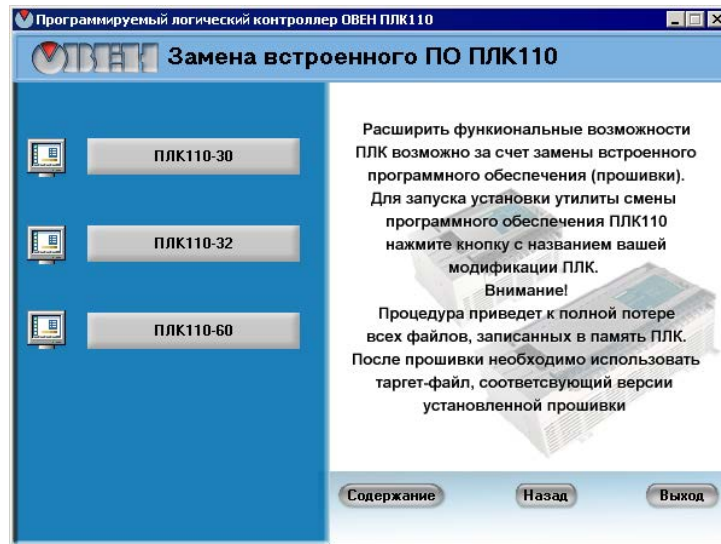 Программируемый логический контроллер ОВЕН ПЛК110
ОВЕН Замена встроенного ПО ПЛК110
ПЛК110-30
ПЛК110-32
ПЛК110-60
Расширить функиональные возможности
ПЛК возможно за счет замены встроенного
программного обеспечения (прошивки).
Для запуска установки утилиты смены
программного обеспечения ПЛК110
нажмите кнопку с названием вашей
модификации ПЛК.
Внимание!
Процедура приведет к полной потере
всех файлов, записанных в память ПЛК.
После прошивки необходимо использовать
таргет-файл, соответсвующий версии
установленной прошивки
Содержание
Назад
Выход